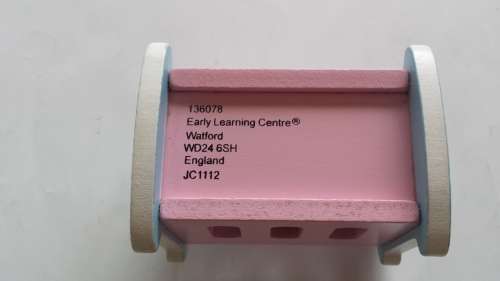 136078
Early Learning Centre®
Watford
WD24 6SH
England
JC1112